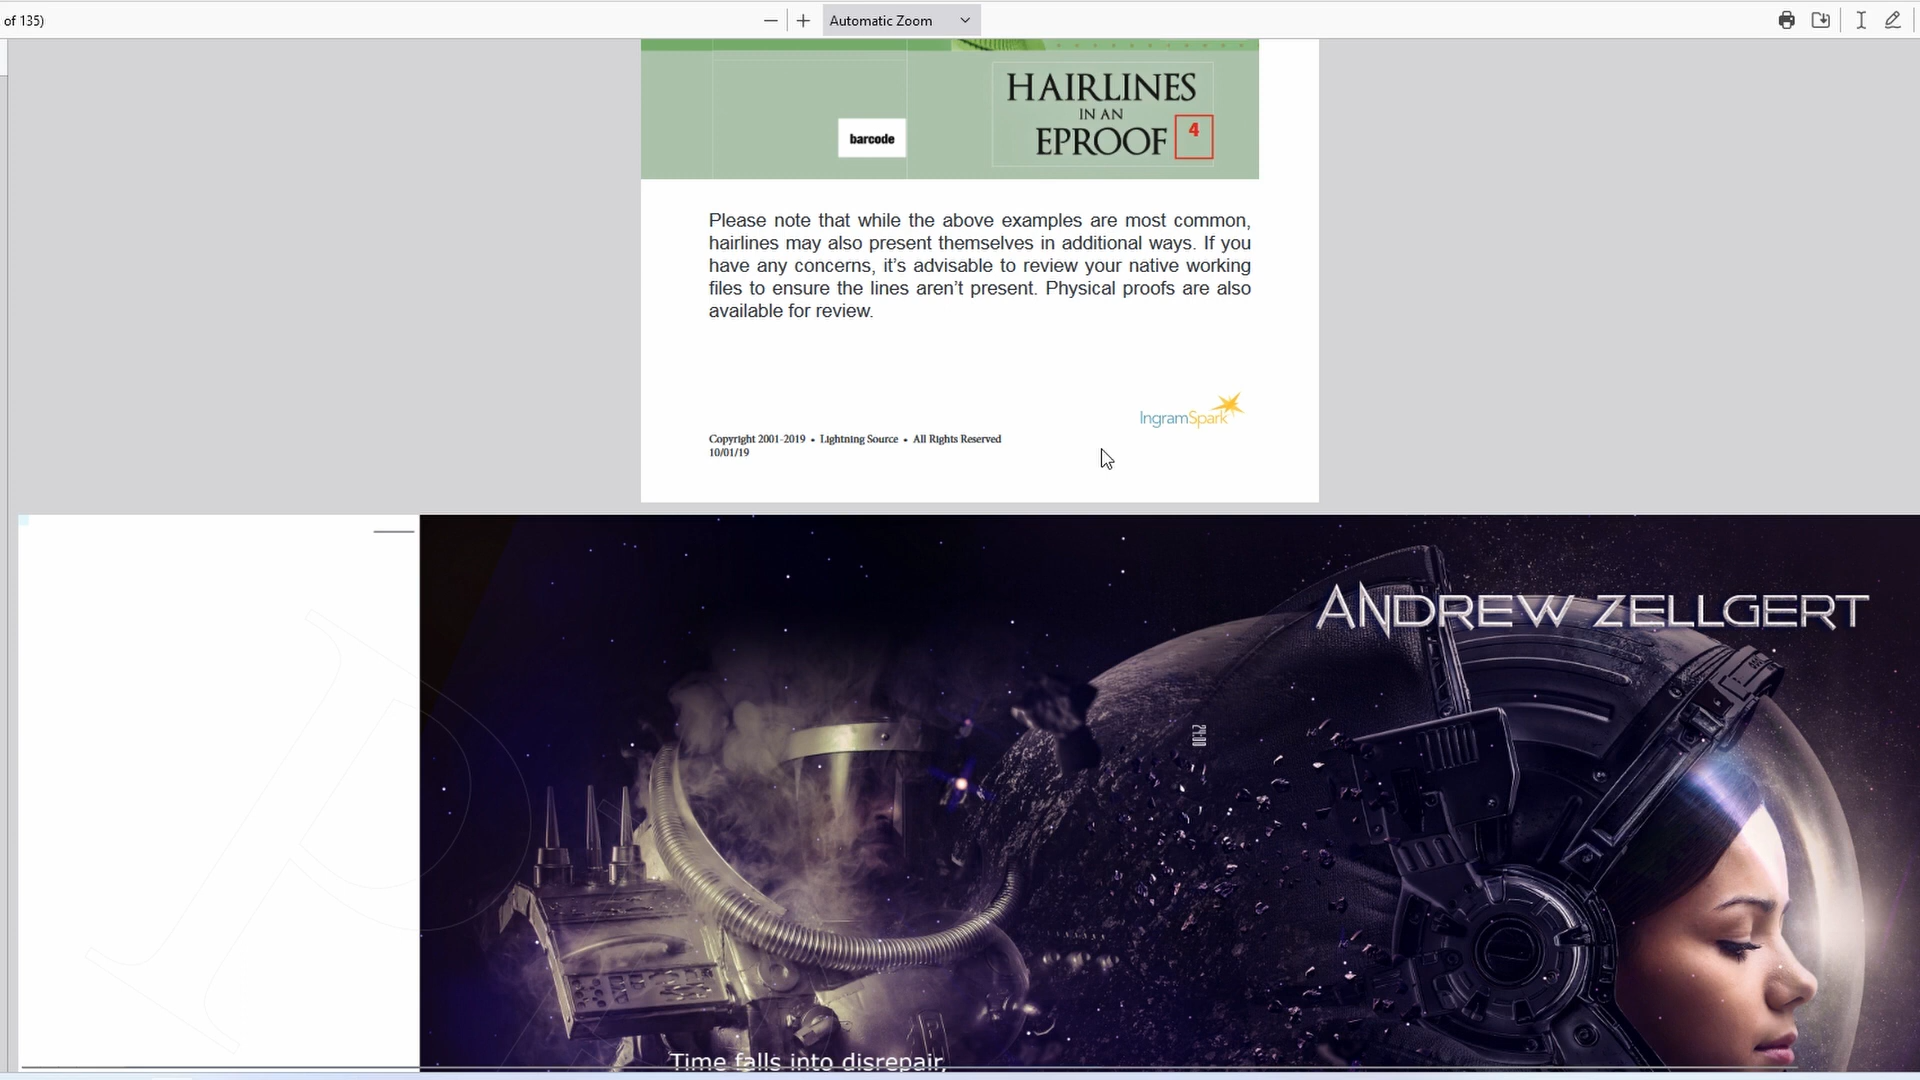 of 135)
Automatic Zoom
HAIRLINES
IN AN
EPROOF
4
barcode
Please note that while the above examples are most common,
hairlines may also present themselves in additional ways. If you
have any concerns, it’s advisable to review your native working
files to ensure the lines aren’t present. Physical proofs are also
available for review.
IngramSpark
Copyright 2001-2019 • Lightning Source • All Rights Reserved
10/01/19
ANDREW ZELLGERT
Time falls into disrepair,